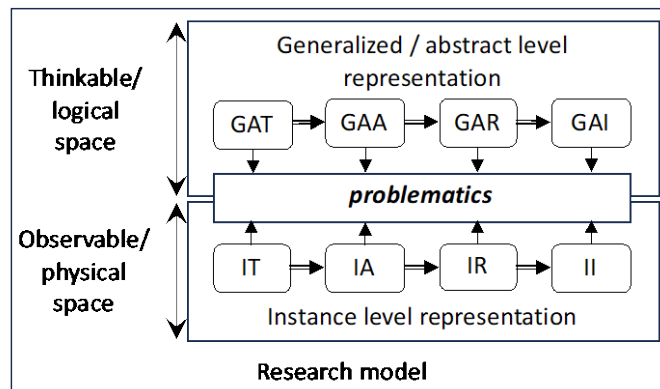 Thinkable/
logical
space
Generalized / abstract level
representation
GAT GAA GAR GAI
problematics
Observable/
physical
space
IT IA IR II
Instance level representation
Research model